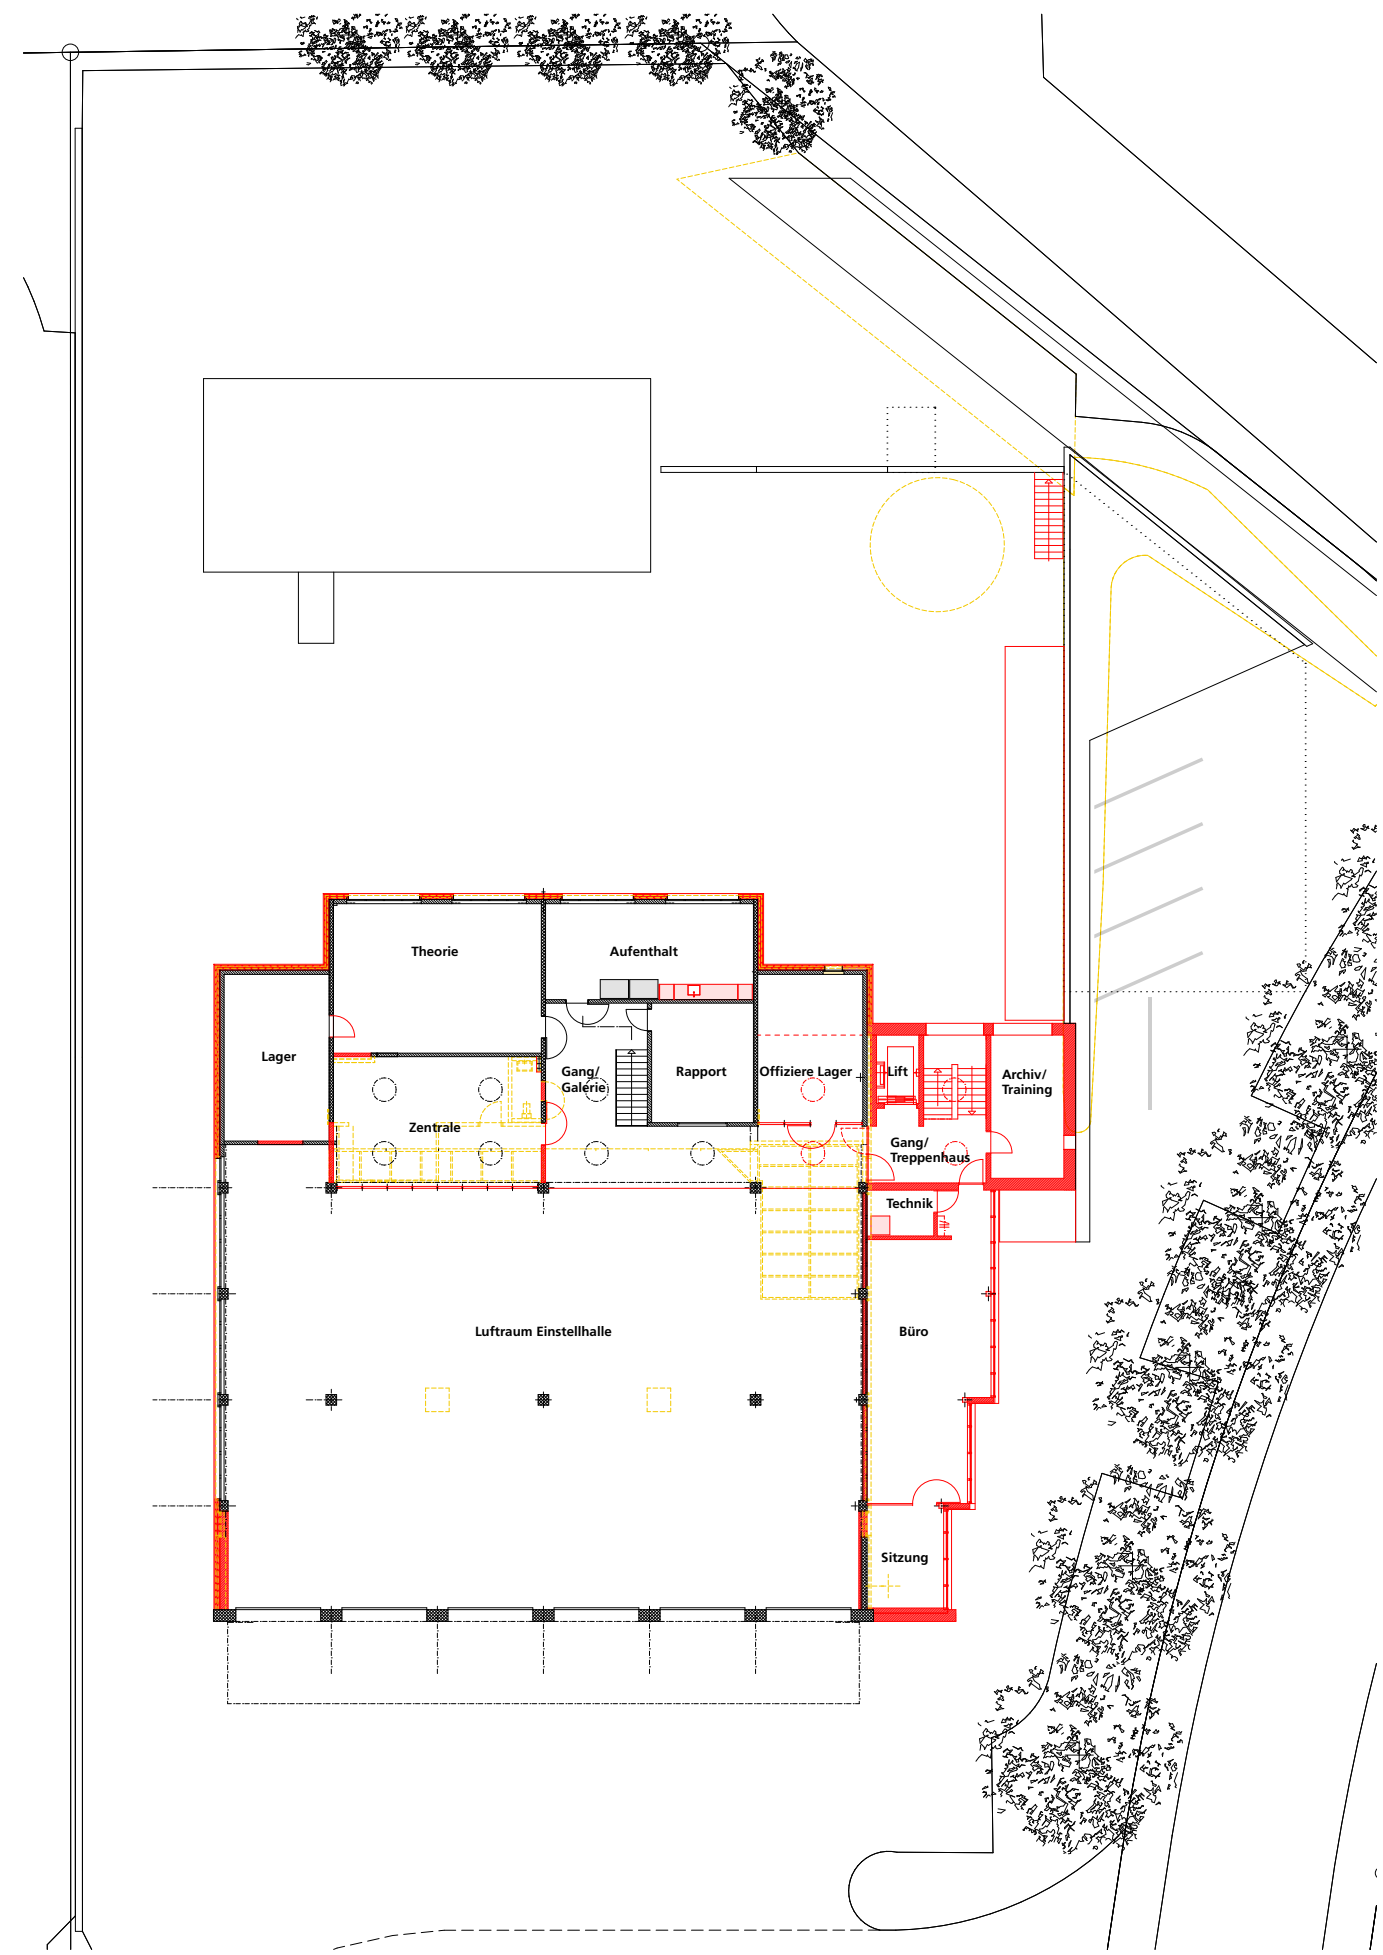 Theorie
Aufenthalt
Lager
Gang/
Galerie
Rapport
Offiziere Lager
Lift
Archiv/
Training
Zentrale
Gang/
Treppenhaus
Technik
Luftraum Einstellhalle
Büro
Sitzung